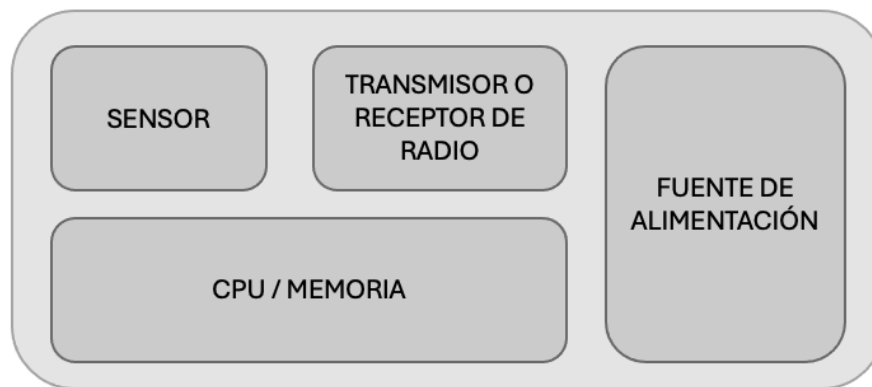 SENSOR
TRANSMISOR O
RECEPTOR DE
RADIO
FUENTE DE
ALIMENTACIÓN
CPU / MEMORIA